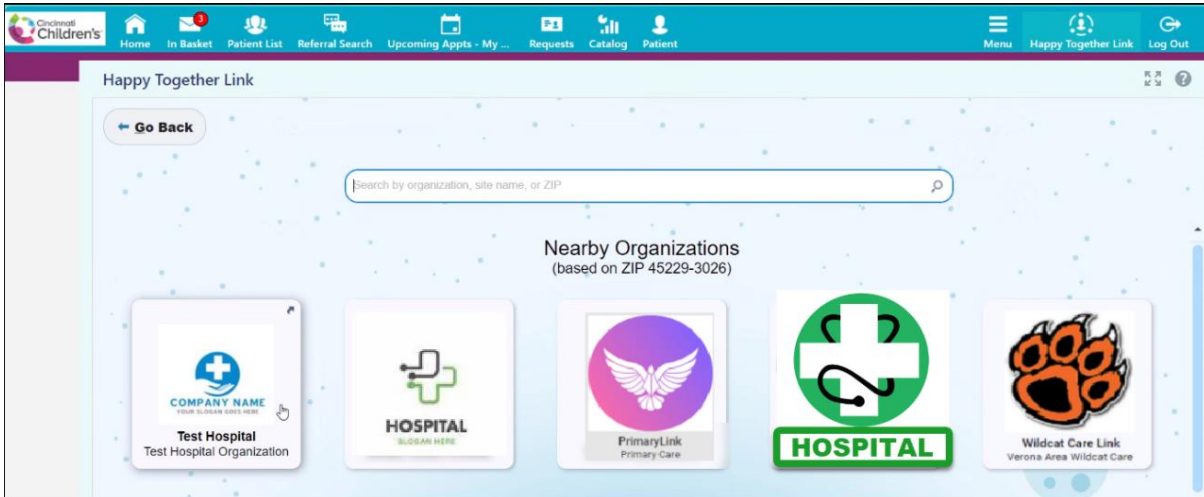 Cincinnati
Children's
Home
3
In Basket
Patient List
Referral Search
Upcoming Appts - My ...
Requests
Catalog
Patient
Menu
Happy Together Link
Log Out
Happy Together Link
Go Back
Search by organization, site name, or ZIP
Nearby Organizations
(based on ZIP 45229-3026)
COMPANY NAME
YOUR SLOGAN GOES HERE
Test Hospital
Test Hospital Organization
HOSPITAL
SLOGAN HERE
PrimaryLink
Primary Care
HOSPITAL
Wildcat Care Link
Verona Area Wildcat Care